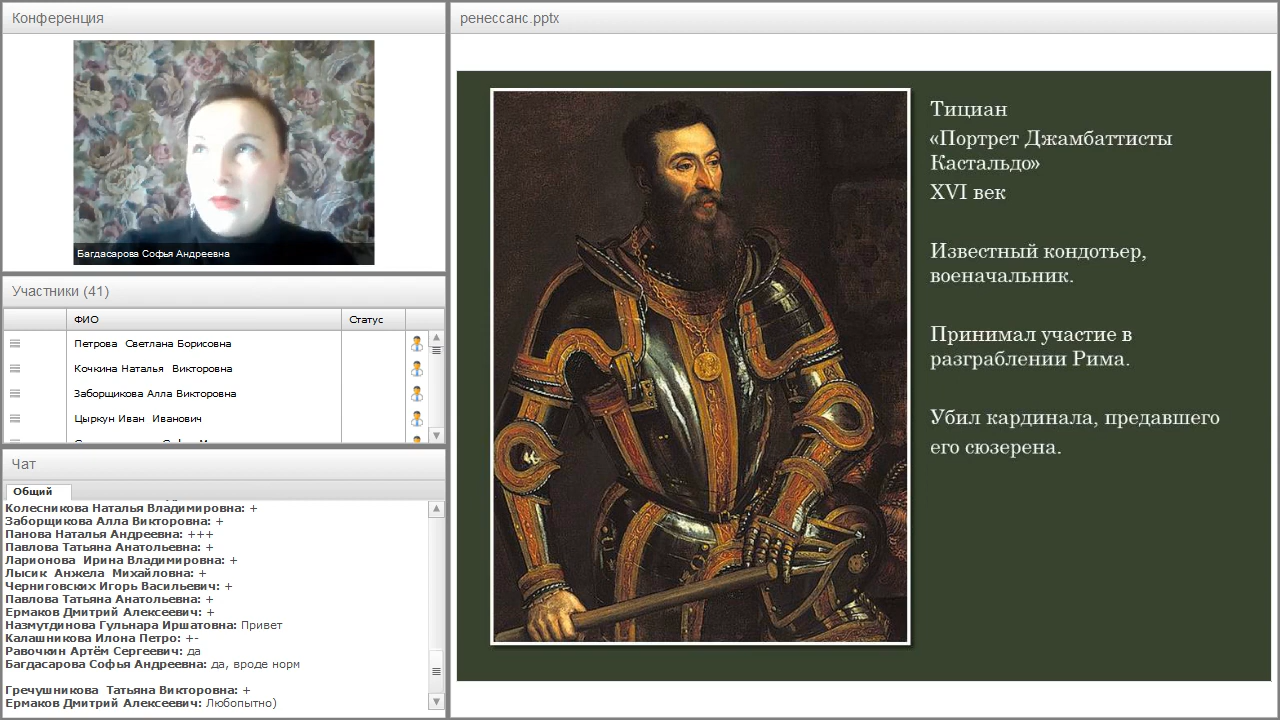 Конференция
Багдасарова Софья Андреевна
Участники (41)
ФИО
Статус
Петрова Светлана Борисовна
Кочкина Наталья Викторовна
Заборщикова Алла Викторовна
Цыркун Иван Иванович
Чат
Общий
Колесникова Наталья Владимировна: +
Заборщикова Алла Викторовна: +
Панова Наталья Андреевна: +++
Павлова Татьяна Анатольевна: +
Ларионова Ирина Владимировна: +
Лысик Анжела Михайловна: +
Черниговских Игорь Васильевич: +
Павлова Татьяна Анатольевна: +
Ермаков Дмитрий Алексеевич: +
Назмутдинова Гульнара Иршатовна: Привет
Калашникова Илона Петро: +-
Равочкин Артём Сергеевич: да
Багдасарова Софья Андреевна: да, вроде норм
Гречушникова Татьяна Викторовна: +
Ермаков Дмитрий Алексеевич: Любопытно)
ренессанс.pptx
Тициан
«Портрет Джамбаттисты
Кастальдо»
XVI век
Известный кондотьер,
военачальник.
Принимал участие в
разграблении Рима.
Убил кардинала, предавшего
его сюзерена.